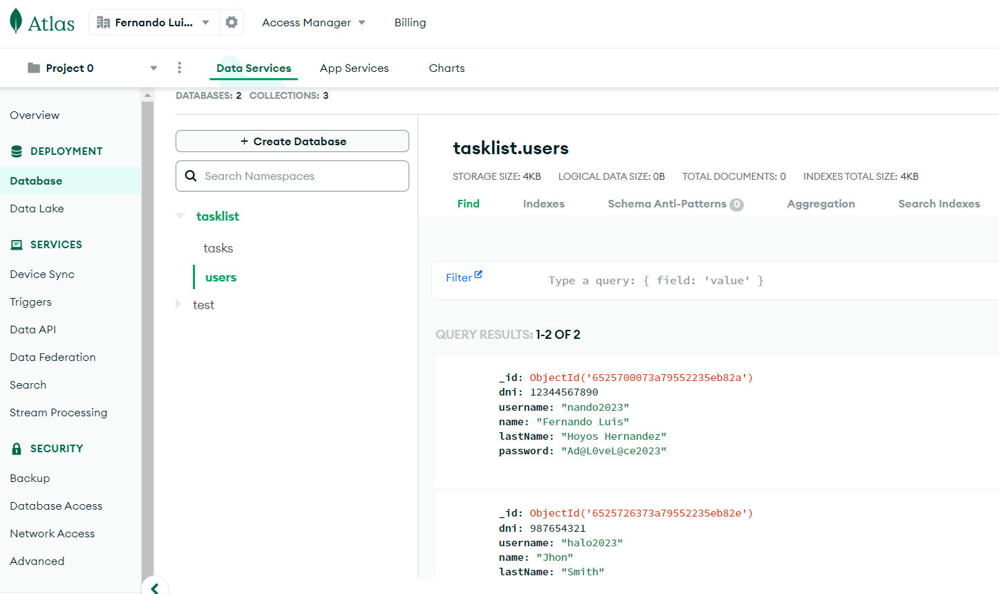 Atlas
Fernando Lui...
Access Manager
Billing
Project 0
Data Services
App Services
Charts
DATABASES: 2 COLLECTIONS: 3
Overview
DEPLOYMENT
Database
Data Lake
SERVICES
Device Sync
Triggers
Data API
Data Federation
Search
Stream Processing
SECURITY
Backup
Database Access
Network Access
Advanced
+ Create Database
Search Namespaces
tasklist
tasks
users
test
tasklist.users
STORAGE SIZE: 4KB LOGICAL DATA SIZE: 0B TOTAL DOCUMENTS: 0 INDEXES TOTAL SIZE: 4KB
Find Indexes Schema Anti-Patterns 0 Aggregation Search Indexes
Filter Type a query: { field: 'value' }
QUERY RESULTS: 1-2 OF 2
_id: ObjectId('6525700073a79552235eb82a')
dni: 12344567890
username: "nando2023"
name: "Fernando Luis"
lastName: "Hoyos Hernandez"
password: "Ad@L0veL@ce2023"
_id: ObjectId('6525726373a79552235eb82e')
dni: 987654321
username: "halo2023"
name: "Jhon"
lastName: "Smith"